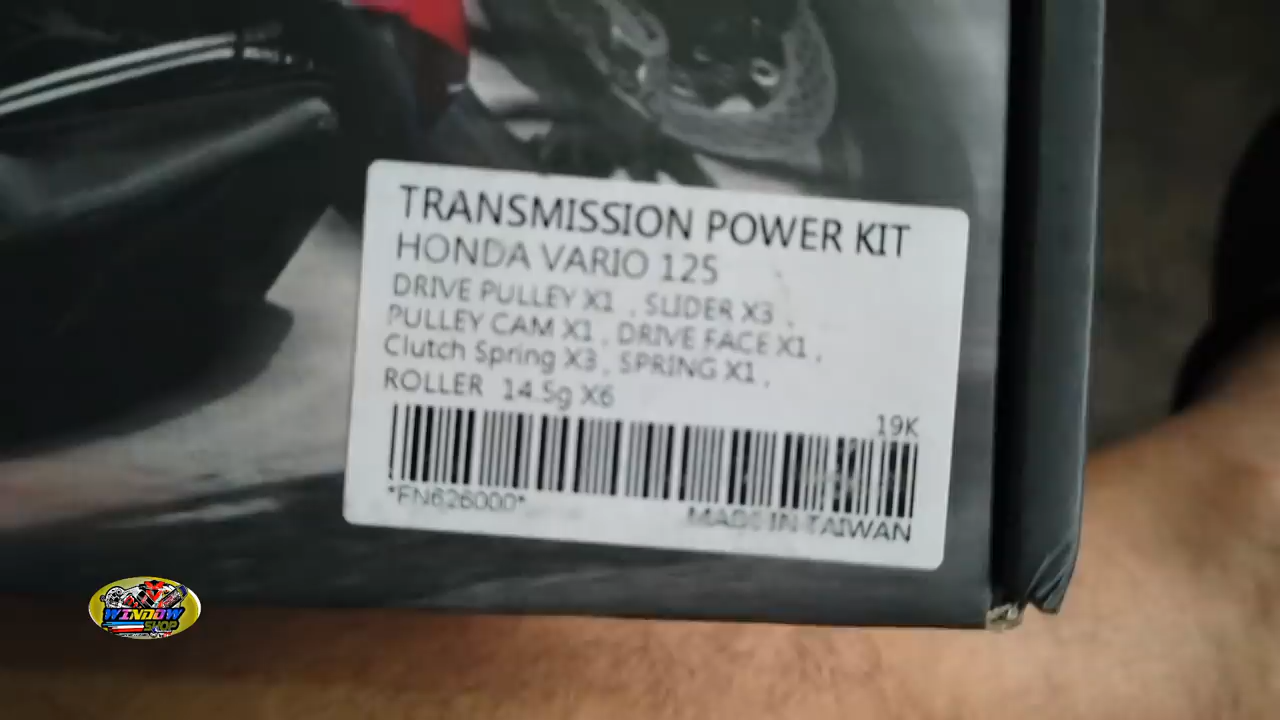 TRANSMISSION POWER KIT
HONDA VARIO 125
DRIVE PULLEY X1 , SLIDER X3 ,
PULLEY CAM X1 , DRIVE FACE X1 ,
Clutch Spring X3 , SPRING X1 ,
ROLLER 14.5g X6
19K
*FN626000*
MADE IN TAIWAN
WINDOW
SHOP